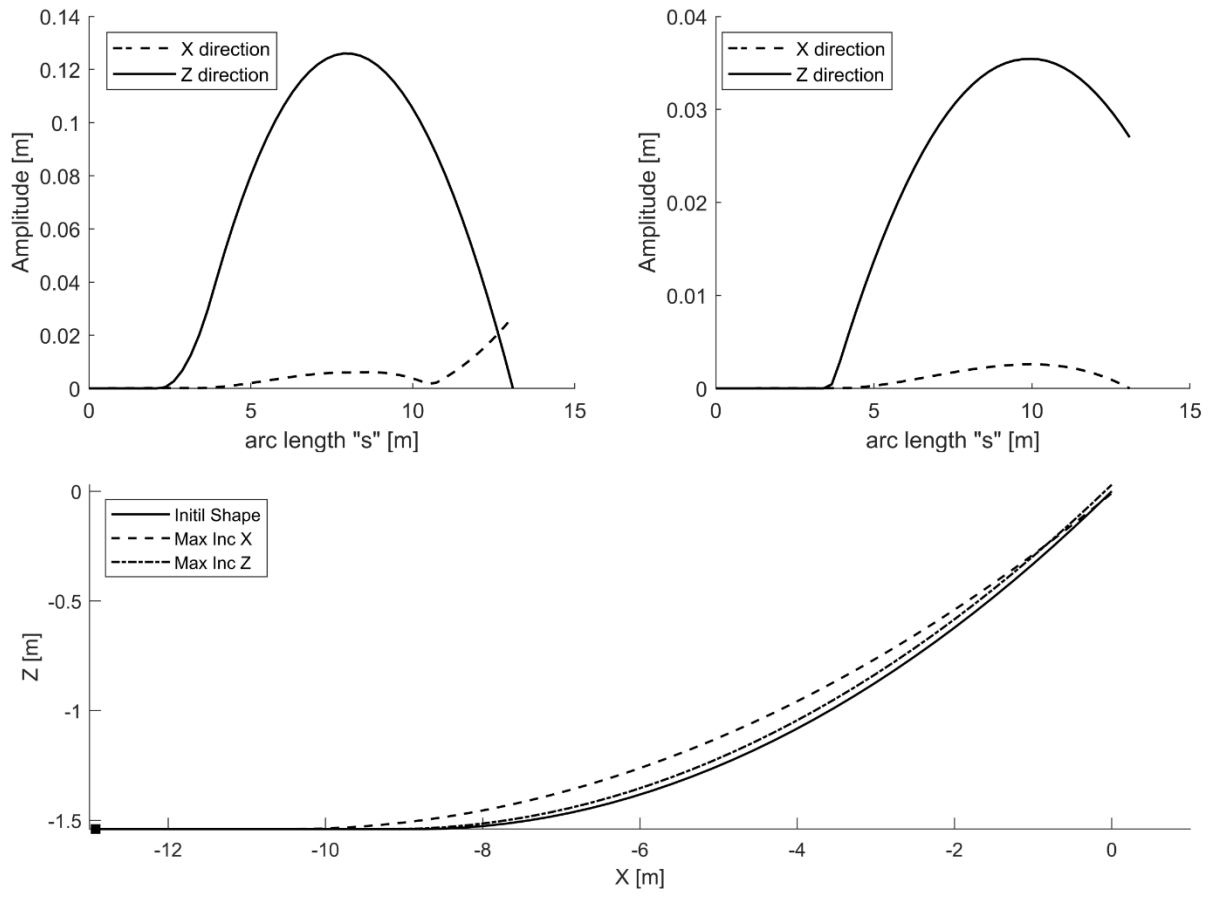 0.14
0.12
0.1
0.08
0.06
0.04
0.02
0
Amplitude [m]
X direction
Z direction
0
5
10
15
arc length "s" [m]
0.04
0.03
0.02
0.01
0
Amplitude [m]
X direction
Z direction
0
5
10
15
arc length "s" [m]
0
-0.5
-1
-1.5
Z [m]
Initil Shape
Max Inc X
Max Inc Z
-12
-10
-8
-6
-4
-2
0
X [m]